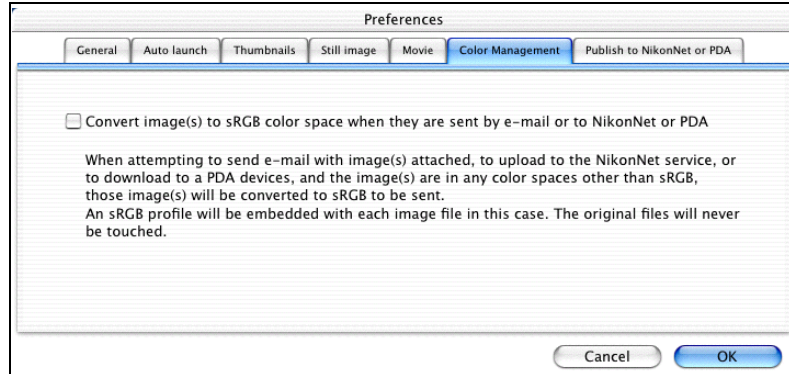 Preferences
General Auto launch Thumbnails Still image Movie Color Management Publish to NikonNet or PDA
Convert image(s) to sRGB color space when they are sent by e-mail or to NikonNet or PDA
When attempting to send e-mail with image(s) attached, to upload to the NikonNet service, or
to download to a PDA devices, and the image(s) are in any color spaces other than sRGB,
those image(s) will be converted to sRGB to be sent.
An sRGB profile will be embedded with each image file in this case. The original files will never
be touched.
Cancel OK